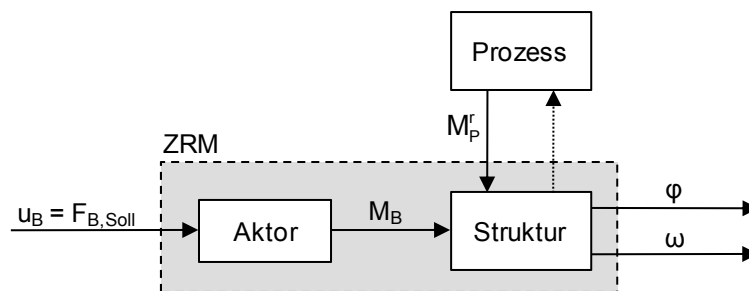 Prozess
M_P^r
ZRM
u_B = F_B,Soll
Aktor
M_B
Struktur
φ
ω